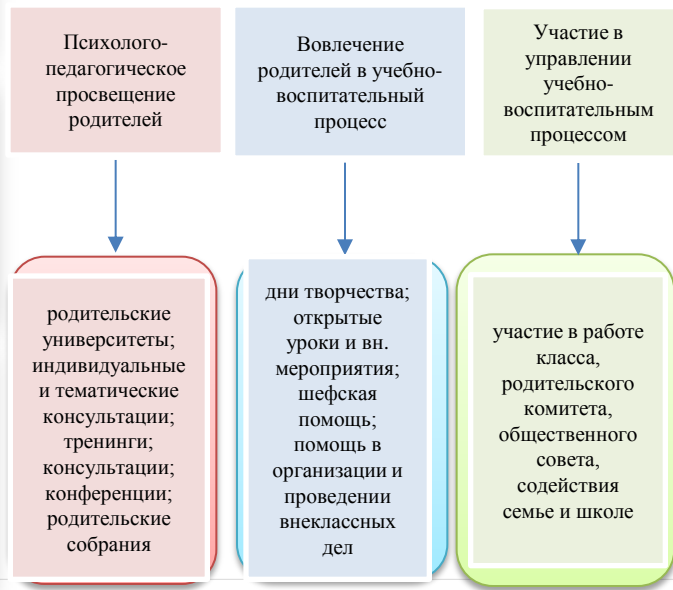 Психолого-
педагогическое
просвещение
родителей
Вовлечение
родителей в учебно-
воспитательный
процесс
Участие в
управлении
учебно-
воспитательным
процессом
родительские
университеты;
индивидуальные
и тематические
консультации;
тренинги;
консультации;
конференции;
родительские
собрания
дни творчества;
открытые
уроки и вн.
мероприятия;
шефская
помощь;
помощь в
организации и
проведении
внеклассных
дел
участие в работе
класса,
родительского
комитета,
общественного
совета,
содействия
семье и школе